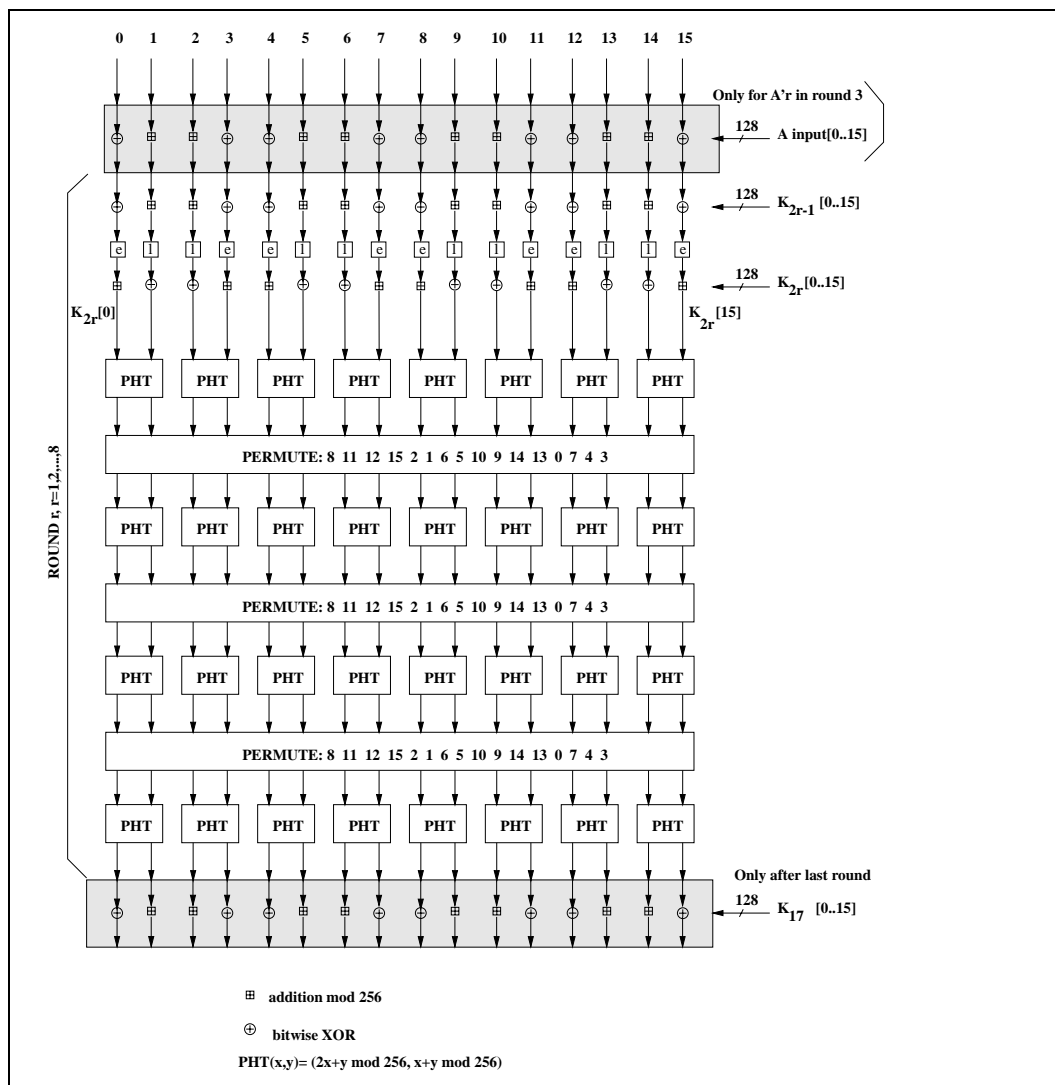 0 1 2 3 4 5 6 7 8 9 10 11 12 13 14 15
Only for A'r in round 3
128
A input[0..15]
128
K2r-1 [0..15]
e l l e e l l e e l l e e l l e
128
K2r [0..15]
K2r[0]
K2r[15]
PHT PHT PHT PHT PHT PHT PHT PHT
PERMUTE: 8 11 12 15 2 1 6 5 10 9 14 13 0 7 4 3
ROUND r, r=1,2,...,8
PHT PHT PHT PHT PHT PHT PHT PHT
PERMUTE: 8 11 12 15 2 1 6 5 10 9 14 13 0 7 4 3
PHT PHT PHT PHT PHT PHT PHT PHT
PERMUTE: 8 11 12 15 2 1 6 5 10 9 14 13 0 7 4 3
PHT PHT PHT PHT PHT PHT PHT PHT
Only after last round
128
K17 [0..15]
addition mod 256
bitwise XOR
PHT(x,y)= (2x+y mod 256, x+y mod 256)